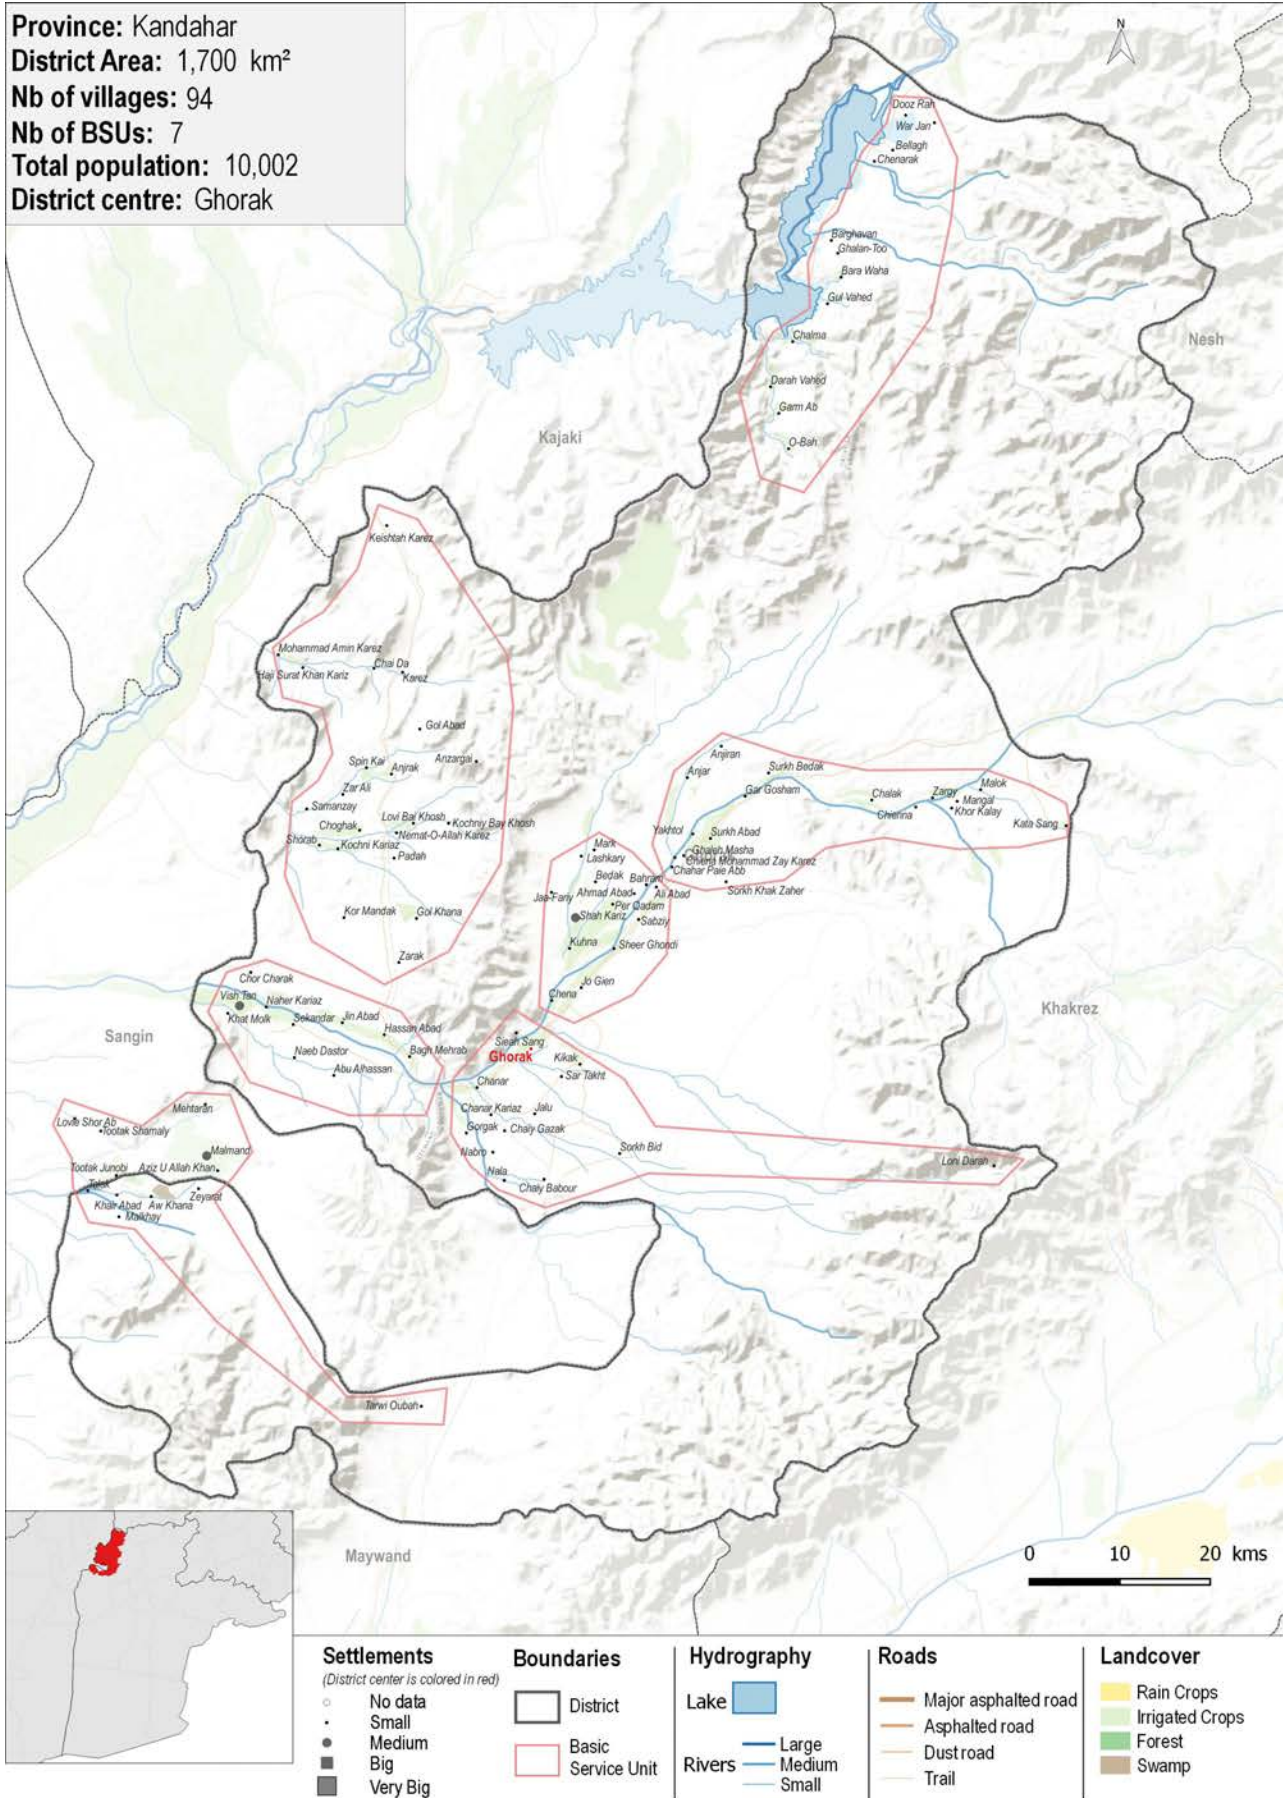 Province: Kandahar
District Area: 1,700 km²
Nb of villages: 94
Nb of BSUs: 7
Total population: 10,002
District centre: Ghorak
N
Dooz Rah
War Jan
Bellagh
Chenarak
Barghavan
Ghalan-Too
Bara Waha
Gul Vahed
Chalma
Nesh
Darah Vahed
Garm Ab
Kajaki
O-Bah
Keishtah Karez
Mohammad Amin Karez
Haji Surat Khan Kariz
Chai Da
Karez
Gol Abad
Anzargai
Spin Kai
Anjrak
Zar Ali
Samanzay
Lovi Bai Khosh
Kochniy Bay Khosh
Choghak
Nemat-O-Allah Karez
Shorab
Kochni Kariaz
Padah
Kor Mandak
Gol Khana
Zarak
Anjiran
Anjar
Surkh Bedak
Gar Gosham
Chalak
Chienna
Zargy
Malok
Mangal
Khor Kalay
Kata Sang
Yakhtol
Surkh Abad
Ghaleh Masha
Chiena Mohammad Zay Karez
Chahar Paie Abb
Sorkh Khak Zaher
Mark
Lashkary
Bedak
Bahram
Jaa-Fariy
Ahmad Abad
Ali Abad
Per Qadam
Shah Kariz
Sabziy
Kuhna
Sheer Ghondi
Jo Gien
Chena
Chor Charak
Vish Tan
Naher Kariaz
Khat Molk
Sekandar
Jin Abad
Hassan Abad
Naeb Dastor
Bagh Mehrab
Abu Alhassan
Sangin
Khakrez
Sieah Sang
Ghorak
Kikak
Sar Takht
Chanar
Chanar Kariaz
Jalu
Gorgak
Chaly Gazak
Nabro
Sorkh Bid
Loni Darah
Nala
Chaly Babour
Mehtaran
Lovie Shor Ab
Tootak Shamaly
Malmand
Tootak Junobi
Aziz U Allah Khan
Talak
Khair Abad
Aw Khana
Zeyarat
Malkhay
Tarwi Oubah
Maywand
0 10 20 kms
Settlements
(District center is colored in red)
No data
Small
Medium
Big
Very Big
Boundaries
District
Basic
Service Unit
Hydrography
Lake
Rivers
Large
Medium
Small
Roads
Major asphalted road
Asphalted road
Dust road
Trail
Landcover
Rain Crops
Irrigated Crops
Forest
Swamp